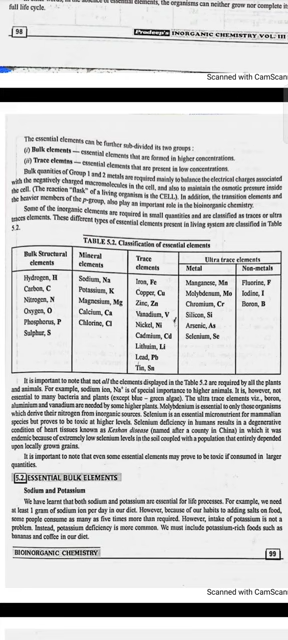 elements, the organisms can neither grow nor complete its
full life cycle.
98
Pradeep's INORGANIC CHEMISTRY VOL. III
Scanned with CamScan
The essential elements can be further sub-divided its two groups :
(i) Bulk elements — essential elements that are formed in higher concentrations.
(ii) Trace elemtns — essential elements that are present in low concentrations.
Bulk quantities of Group 1 and 2 metals are required mainly to balance the electrical charges associated
with the negatively charged macromolecules in the cell, and also to maintain the osmotic pressure inside
the cell. (The reaction "flask" of a living organism is the CELL). In addition, the transition elements and
the heavier members of the p-group, also play an important role in the bioinorganic chemistry.
Some of the inorganic elements are required in small quantities and are classified as traces or ultra
traces elements. These different types of essential elements present in living system are classified in Table
5.2.
TABLE 5.2. Classification of essential elements
Bulk Structural elements Mineral elements Trace elements Ultra trace elements
Metal Non-metals
Hydrogen, H Sodium, Na Iron, Fe Manganese, Mn Fluorine, F
Carbon, C Potassium, K Copper, Cu Molybdenum, Mo Iodine, I
Nitrogen, N Magnesium, Mg Zinc, Zn Chromium, Cr Boron, B
Oxygen, O Calcium, Ca Vanadium, V Silicon, Si
Phosphorus, P Chlorine, Cl Nickel, Ni Arsenic, As
Sulphur, S Cadmium, Cd Selenium, Se
Lithuim, Li
Lead, Pb
Tin, Sn
It is important to note that not all the elements displayed in the Table 5.2 are required by all the plants
and animals. For example, sodium ion, Na+ is of special importance to higher animals. It is, however, not
essential to many bacteria and plants (except blue – green algae). The ultra trace elements viz., boron,
aluminium and vanadium are needed by some higher plants. Molybdenium is essential to only those organisms
which derive their nitrogen from inorganic sources. Selenium is an essential micronutrient for mammalian
species but proves to be toxic at higher levels. Selenium deficiency in humans results in a degenerative
condition of heart tissues known as Keshan disease (named after a county in China) in which it was
endemic because of extremely low selenium levels in the soil coupled with a population that entirely depended
upon locally grown grains.
It is important to note that even some essential elements may prove to be toxic if consumed in larger
quantities.
5.2. ESSENTIAL BULK ELEMENTS
Sodium and Potassium
We have learnt that both sodium and potassium are essential for life processes. For example, we need
at least 1 gram of sodium ion per day in our diet. However, because of our habits to adding salts on food,
some people consume as many as five times more than required. However, intake of potassium is not a
problem. Instead, potassium deficiency is more common. We must include potassium-rich foods such as
bananas and coffee in our diet.
BIOINORGANIC CHEMISTRY
99
Scanned with CamScan